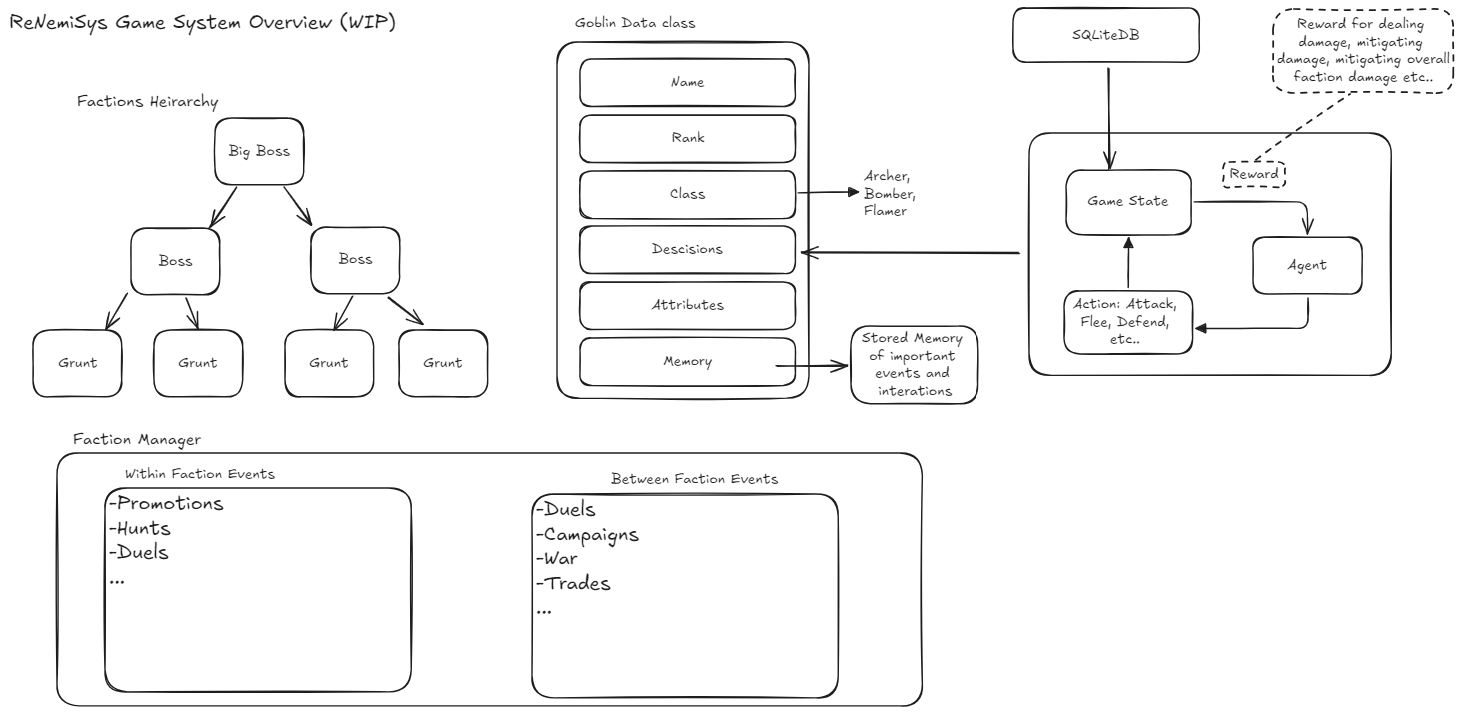 ReNemiSys Game System Overview (WIP)
Factions Heirarchy
Big Boss
Boss
Boss
Grunt
Grunt
Grunt
Grunt
Goblin Data class
Name
Rank
Class
Descisions
Attributes
Memory
Archer,
Bomber,
Flamer
Stored Memory
of important
events and
interations
SQLiteDB
Reward for dealing
damage, mitigating
damage, mitigating overall
faction damage etc..
Reward
Game State
Agent
Action: Attack,
Flee, Defend,
etc..
Faction Manager
Within Faction Events
-Promotions
-Hunts
-Duels
...
Between Faction Events
-Duels
-Campaigns
-War
-Trades
...